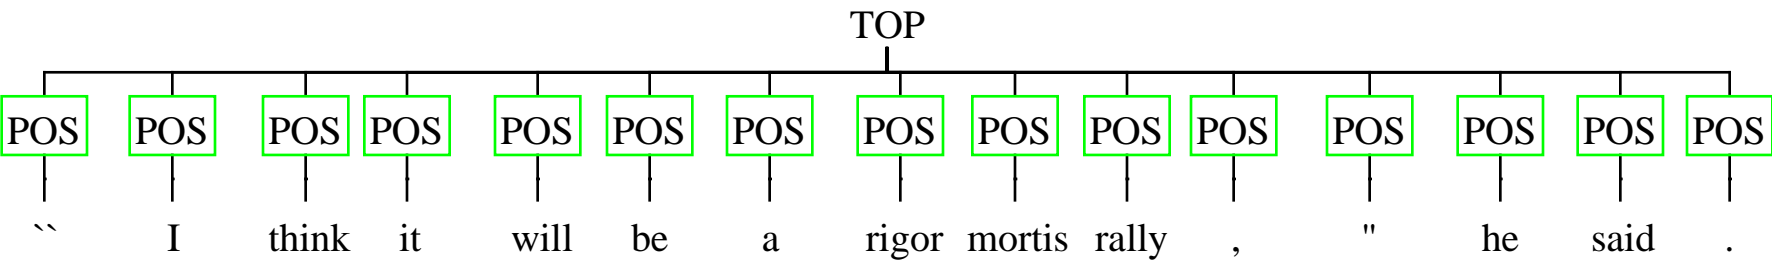 TOP
POS POS POS POS POS POS POS POS POS POS POS POS POS POS POS
`` I think it will be a rigor mortis rally , " he said .